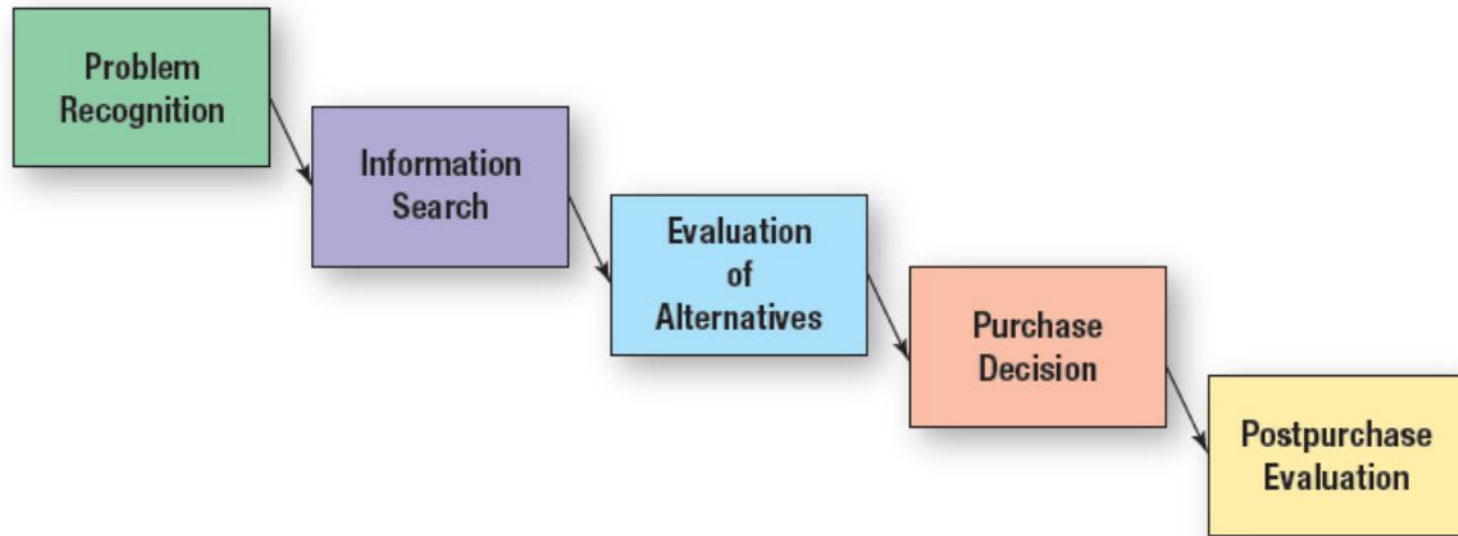 Problem
Recognition
Information
Search
Evaluation
of
Alternatives
Purchase
Decision
Postpurchase
Evaluation